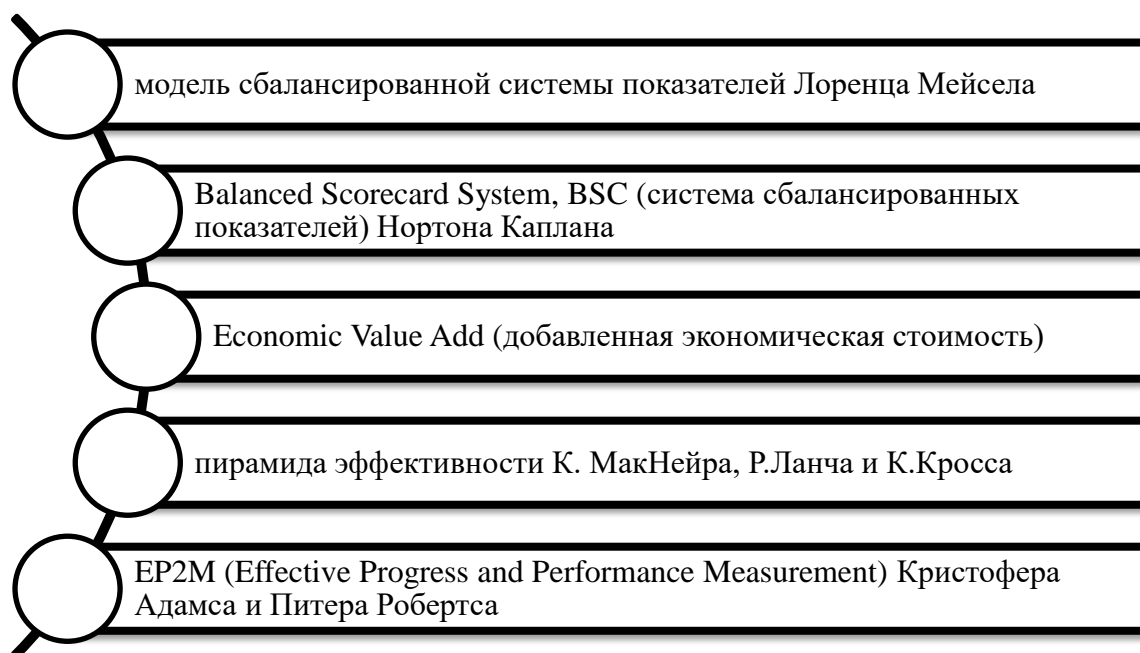 модель сбалансированной системы показателей Лоренца Мейсела
Balanced Scorecard System, BSC (система сбалансированных
показателей) Нортона Каплана
Economic Value Add (добавленная экономическая стоимость)
пирамида эффективности К. МакНейра, Р.Ланча и К.Кросса
EP2M (Effective Progress and Performance Measurement) Кристофера
Адамса и Питера Робертса